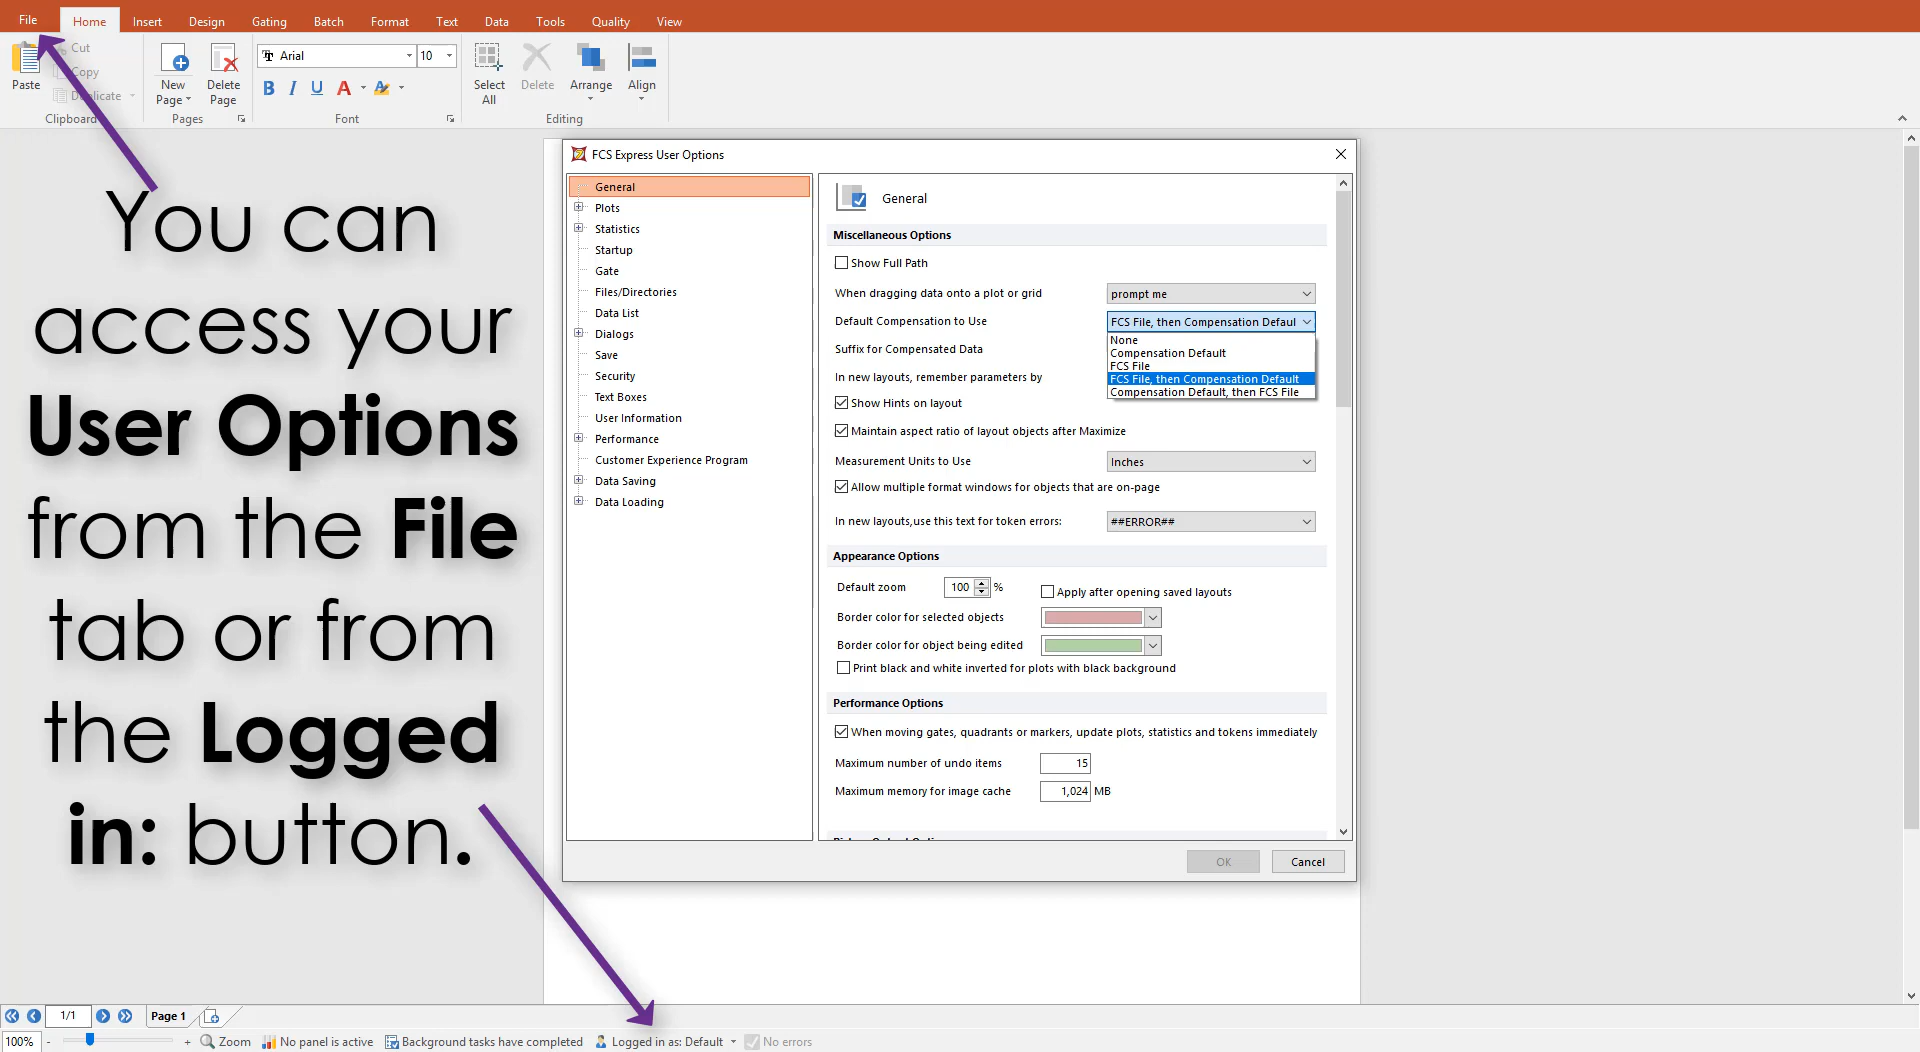 File Home Insert Design Gating Batch Format Text Data Tools Quality View
Paste
Cut
Copy
Duplicate
Clipboard
New Page
Delete Page
Pages
Arial 10
B I U A
Font
Select All
Delete
Arrange
Align
Editing
You can
access your
User Options
from the File
tab or from
the Logged
in: button.
FCS Express User Options
General
Plots
Statistics
Startup
Gate
Files/Directories
Data List
Dialogs
Save
Security
Text Boxes
User Information
Performance
Customer Experience Program
Data Saving
Data Loading
General
Miscellaneous Options
Show Full Path
When dragging data onto a plot or grid prompt me
Default Compensation to Use FCS File, then Compensation Defaul
None
Compensation Default
FCS File
FCS File, then Compensation Default
Compensation Default, then FCS File
Suffix for Compensated Data
In new layouts, remember parameters by
Show Hints on layout
Maintain aspect ratio of layout objects after Maximize
Measurement Units to Use Inches
Allow multiple format windows for objects that are on-page
In new layouts,use this text for token errors: ##ERROR##
Appearance Options
Default zoom 100 % Apply after opening saved layouts
Border color for selected objects
Border color for object being edited
Print black and white inverted for plots with black background
Performance Options
When moving gates, quadrants or markers, update plots, statistics and tokens immediately
Maximum number of undo items 15
Maximum memory for image cache 1,024 MB
OK Cancel
1/1 Page 1
100% - + Zoom No panel is active Background tasks have completed Logged in as: Default No errors